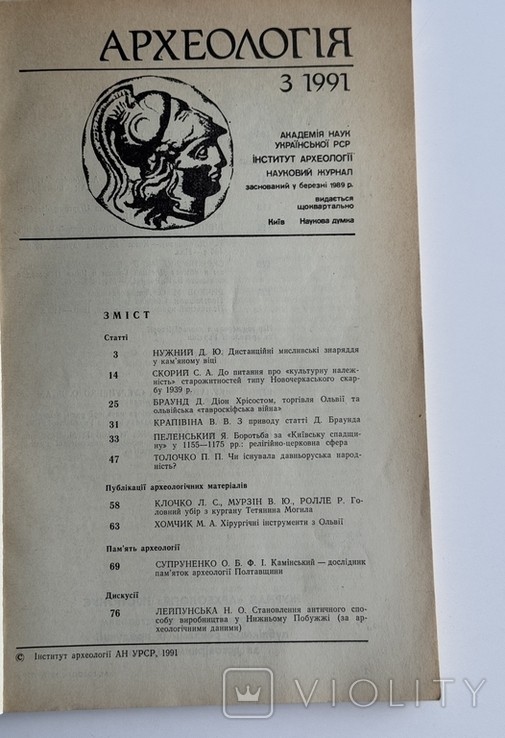 АРХЕОЛОГІЯ
3 1991
АКАДЕМІЯ НАУК
УКРАЇНСЬКОЇ РСР
ІНСТИТУТ АРХЕОЛОГІЇ
НАУКОВИЙ ЖУРНАЛ
заснований у березні 1989 р.
видається
щоквартально
Київ Наукова думка
ЗМІСТ
Статті
3 НУЖНИЙ Д. Ю. Дистанційні мисливські знаряддя
у кам'яному віці
14 СКОРИЙ С. А. До питання про «культурну належ-
ність» старожитностей типу Новочеркаського скар-
бу 1939 р.
25 БРАУНД Д. Діон Хрісостом, торгівля Ольвії та
ольвійська «тавроскіфська війна»
31 КРАПІВІНА В. В. З приводу статті Д. Браунда
33 ПЕЛЕНСЬКИЙ Я. Боротьба за «Київську спадщи-
ну» у 1155—1175 рр.: релігійно-церковна сфера
47 ТОЛОЧКО П. П. Чи існувала давньоруська народ-
ність?
Публікації археологічних матеріалів
58 КЛОЧКО Л. С., МУРЗІН В. Ю., РОЛЛЕ Р. Го-
ловний убір з кургану Тетянина Могила
63 ХОМЧИК М. А. Хірургічні інструменти з Ольвії
Пам'ять археології
69 СУПРУНЕНКО О. Б. Ф. І. Камінський — дослідник
пам'яток археології Полтавщини
Дискусії
76 ЛЕЙПУНСЬКА Н. О. Становлення античного спо-
собу виробництва у Нижньому Побужжі (за ар-
хеологічними даними)
© Інститут археології АН УРСР, 1991
VIOLITY